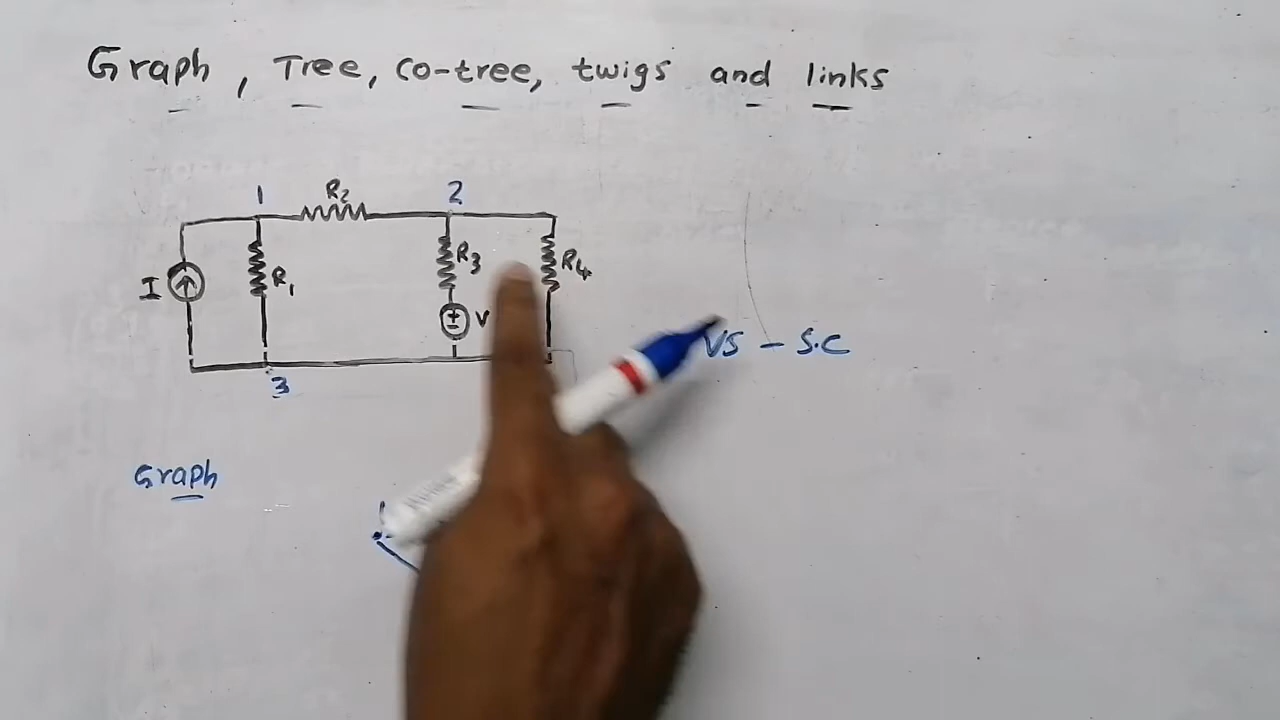 Graph, Tree, co-tree, twigs and links
1 R2 2
I R1 R3 R4
V
VS - S.C
3
Graph